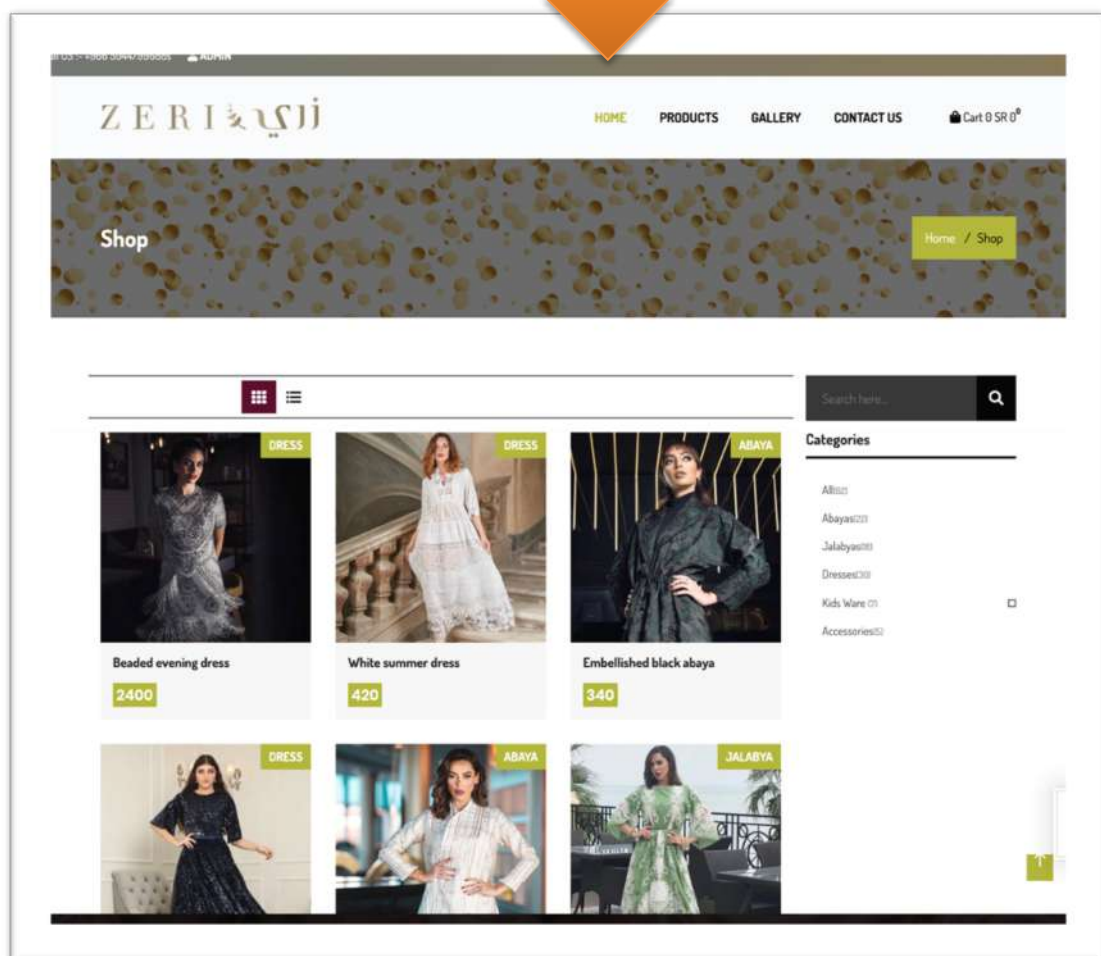 ADMIN
ZERI زري
HOME PRODUCTS GALLERY CONTACT US Cart 0 SR 0 0
Shop
Home / Shop
Search here...
Categories
DRESS DRESS ABAYA
All
Abayas
Jalabyas
Dresses
Kids Ware
Accessories
Beaded evening dress White summer dress Embellished black abaya
2400 420 340
DRESS ABAYA JALABYA